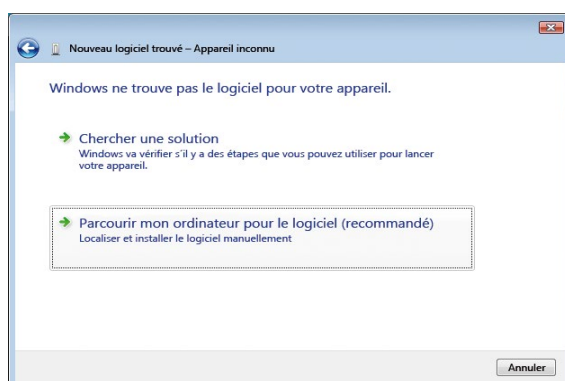 Nouveau logiciel trouvé – Appareil inconnu
Windows ne trouve pas le logiciel pour votre appareil.
Chercher une solution
Windows va vérifier s'il y a des étapes que vous pouvez utiliser pour lancer
votre appareil.
Parcourir mon ordinateur pour le logiciel (recommandé)
Localiser et installer le logiciel manuellement
Annuler